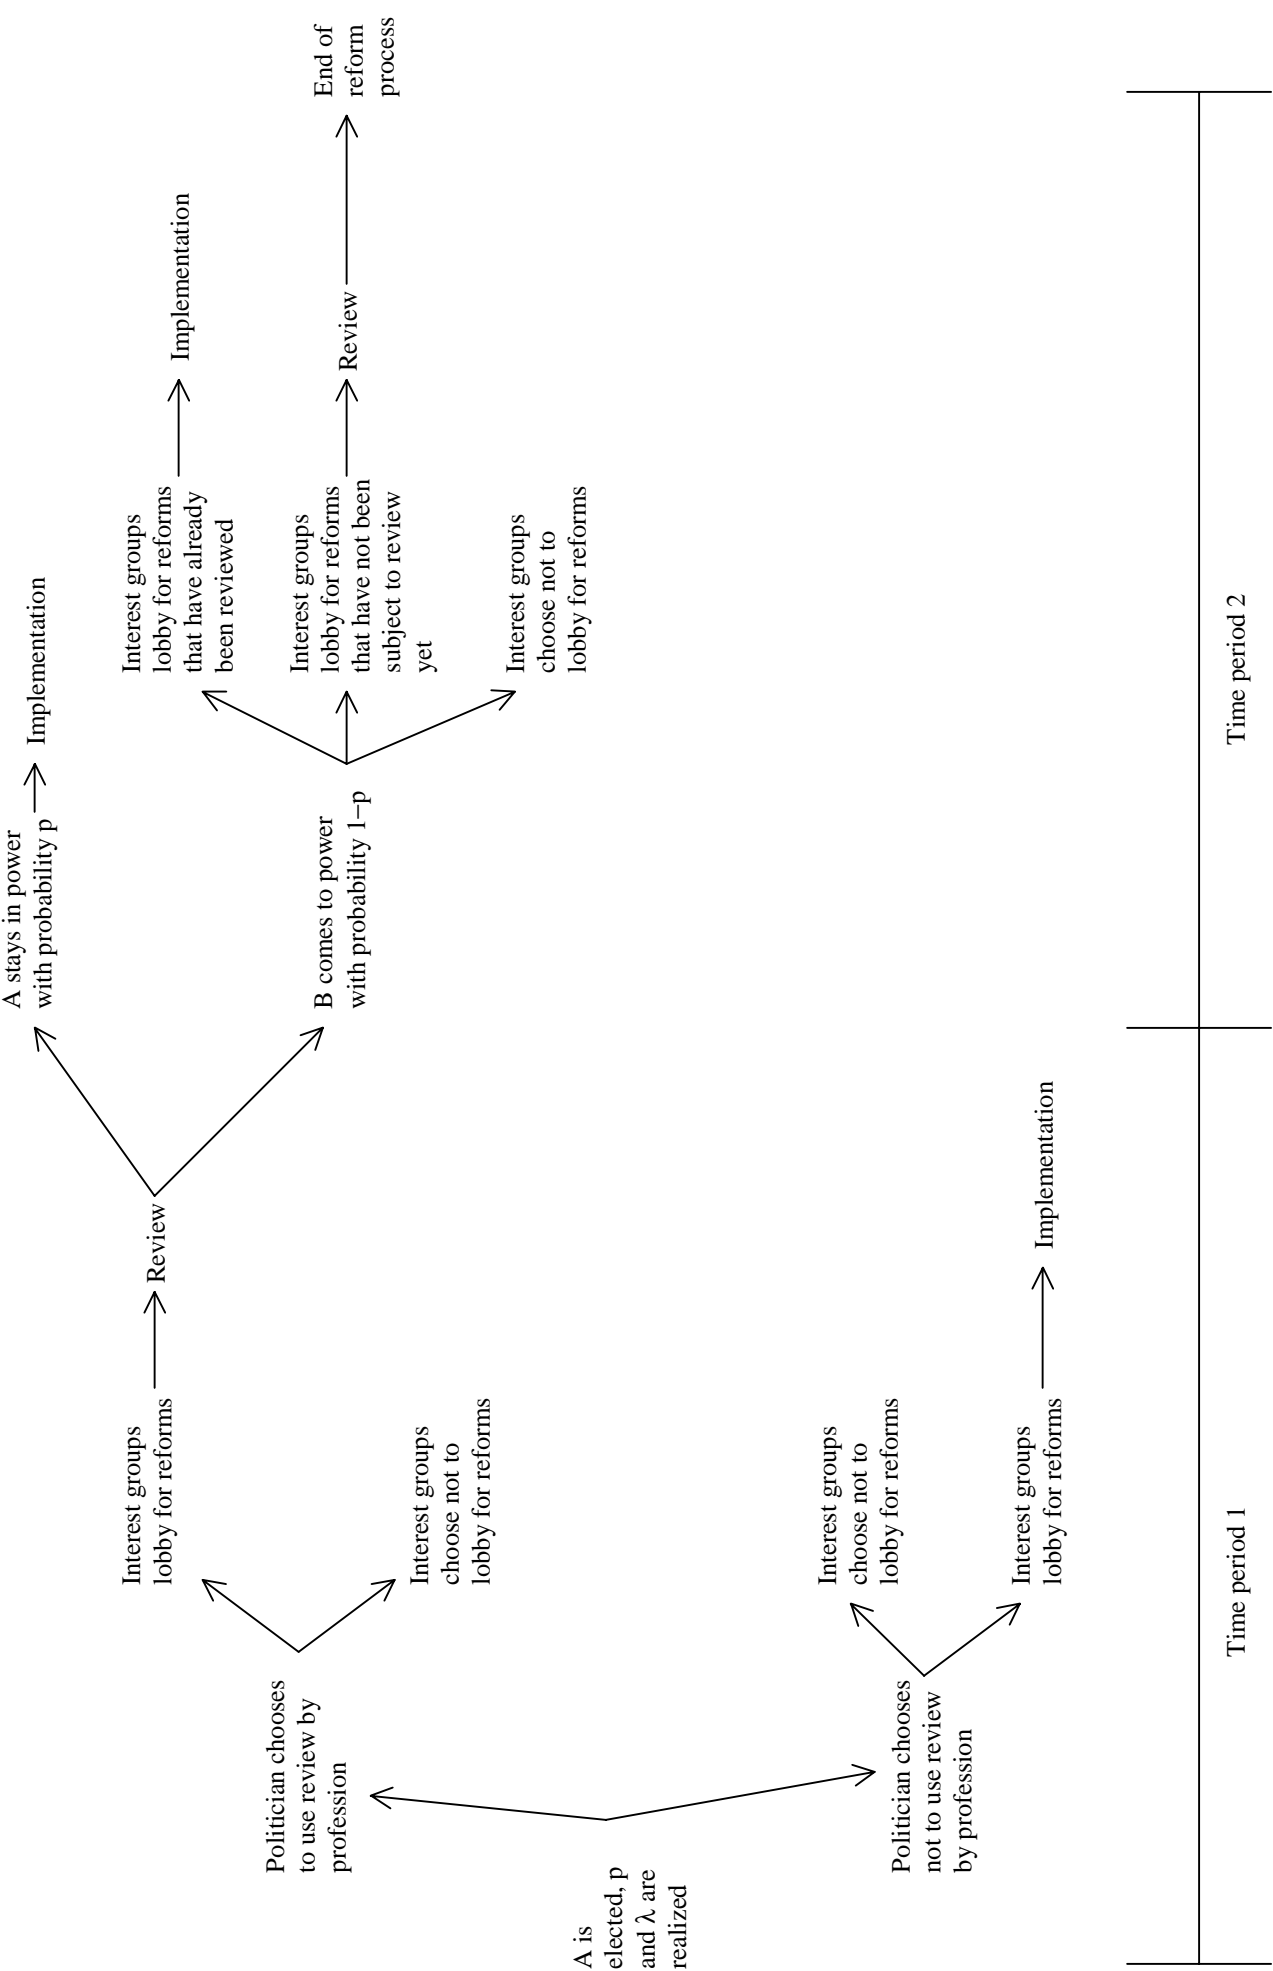 A is
elected, p
and λ are
realized
Politician chooses
to use review by
profession
Politician chooses
not to use review
by profession
Interest groups
lobby for reforms
Interest groups
choose not to
lobby for reforms
Interest groups
choose not to
lobby for reforms
Interest groups
lobby for reforms
Review
Implementation
A stays in power
with probability p
Implementation
B comes to power
with probability 1−p
Interest groups
lobby for reforms
that have already
been reviewed
Implementation
Interest groups
lobby for reforms
that have not been
subject to review
yet
Review
End of
reform
process
Interest groups
choose not to
lobby for reforms
Time period 1
Time period 2